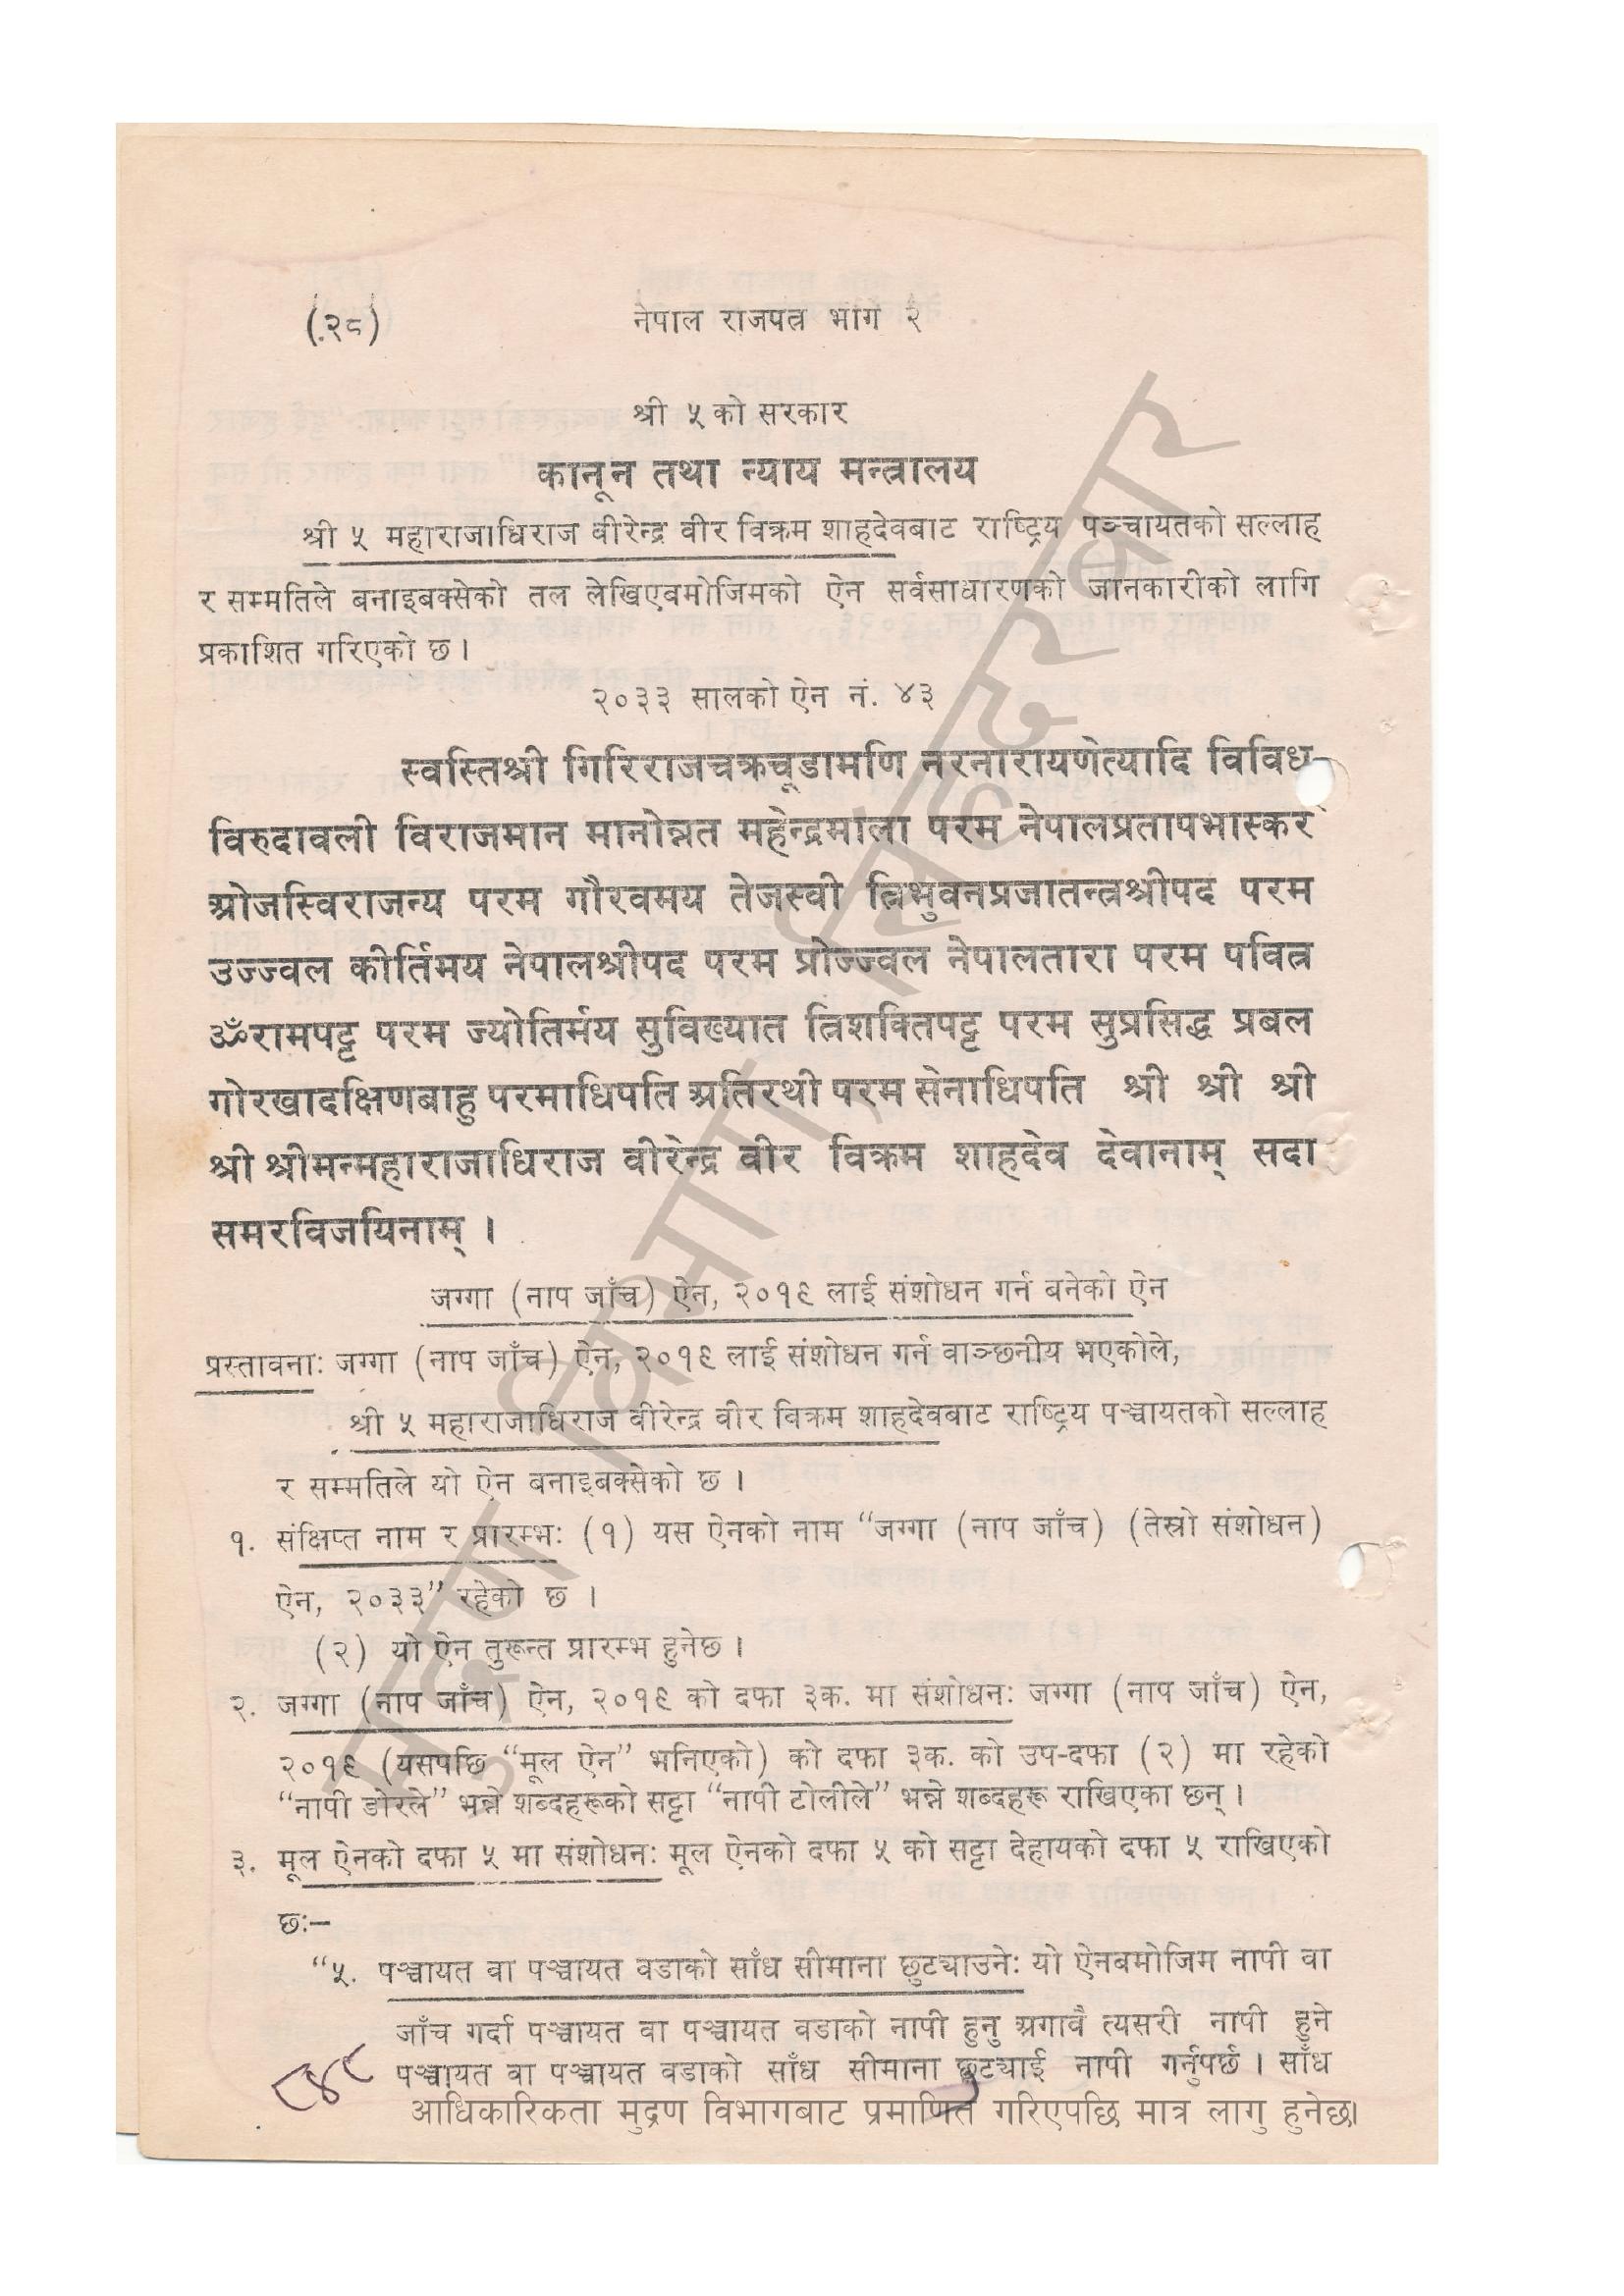 (२८)
नेपाल राजपत्र भाग २
श्री ५ को सरकार
कानून तथा न्याय मन्त्रालय
श्री ५ महाराजाधिराज वीरेन्द्र वीर विक्रम शाहदेवबाट राष्ट्रिय पञ्चायतको सल्लाह
र सम्मतिले बनाइबक्सेको तल लेखिएबमोजिमको ऐन सर्वसाधारणको जानकारीको लागि
प्रकाशित गरिएको छ।
२०३३ सालको ऐन नं. ४३
स्वस्तिश्री गिरिराजचक्रचूडामणि नरनारायणेत्यादि विविध-
विरुदावली विराजमान मानोन्नत महेन्द्रमाला परम नेपालप्रतापभास्कर
ओजस्विराजन्य परम गौरवमय तेजस्वी त्रिभुवनप्रजातन्त्रश्रीपद परम
उज्ज्वल कीर्तिमय नेपालश्रीपद परम प्रोज्ज्वल नेपालतारा परम पवित्र
ॐरामपट्ट परम ज्योतिर्मय सुविख्यात त्रिशक्तिपट्ट परम सुप्रसिद्ध प्रबल
गोरखादक्षिणबाहु परमाधिपति अतिरथी परम सेनाधिपति श्री श्री श्री
श्री श्रीमन्महाराजाधिराज वीरेन्द्र वीर विक्रम शाहदेव देवानाम् सदा
समरविजयिनाम् ।
जग्गा (नाप जाँच) ऐन, २०१९ लाई संशोधन गर्न बनेको ऐन
प्रस्तावनाः जग्गा (नाप जाँच) ऐन, २०१९ लाई संशोधन गर्न वाञ्छनीय भएकोले,
श्री ५ महाराजाधिराज वीरेन्द्र वीर विक्रम शाहदेवबाट राष्ट्रिय पञ्चायतको सल्लाह
र सम्मतिले यो ऐन बनाइबक्सेको छ ।
१. संक्षिप्त नाम र प्रारम्भः (१) यस ऐनको नाम “जग्गा (नाप जाँच) (तेस्रो संशोधन)
ऐन, २०३३” रहेको छ ।
(२) यो ऐन तुरून्त प्रारम्भ हुनेछ ।
२. जग्गा (नाप जाँच) ऐन, २०१९ को दफा ३क. मा संशोधनः जग्गा (नाप जाँच) ऐन,
२०१९ (यसपछि “मूल ऐन” भनिएको) को दफा ३क. को उप-दफा (२) मा रहेको
“नापी डोरले” भन्ने शब्दहरूको सट्टा “नापी टोलीले” भन्ने शब्दहरू राखिएका छन् ।
३. मूल ऐनको दफा ५ मा संशोधनः मूल ऐनको दफा ५ को सट्टा देहायको दफा ५ राखिएको
छः–
“५. पञ्चायत वा पञ्चायत वडाको साँध सीमाना छुट्याउनेः यो ऐनबमोजिम नापी वा
जाँच गर्दा पञ्चायत वा पञ्चायत वडाको नापी हुनु अगावै त्यसरी नापी हुने
पञ्चायत वा पञ्चायत वडाको साँध सीमाना छुट्याई नापी गर्नुपर्छ । साँध
८४८
आधिकारिकता मुद्रण विभागबाट प्रमाणित गरिएपछि मात्र लागु हुनेछ।
मुद्रण विभाग, सिंहदरबार